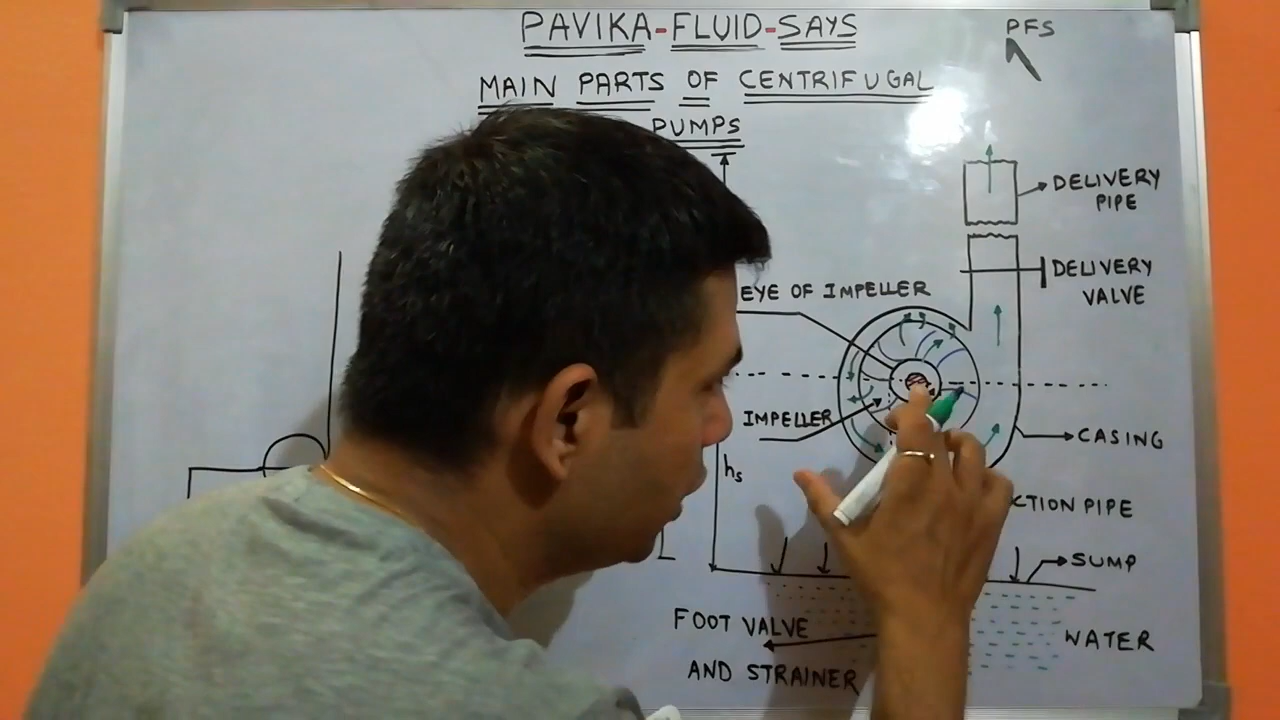 PAVIKA-FLUID-SAYS
PFS
MAIN PARTS OF CENTRIFUGAL
PUMPS
DELIVERY
PIPE
DELIVERY
VALVE
EYE OF IMPELLER
IMPELLER
CASING
hs
PIPE
SUMP
FOOT VALVE
AND STRAINER
WATER